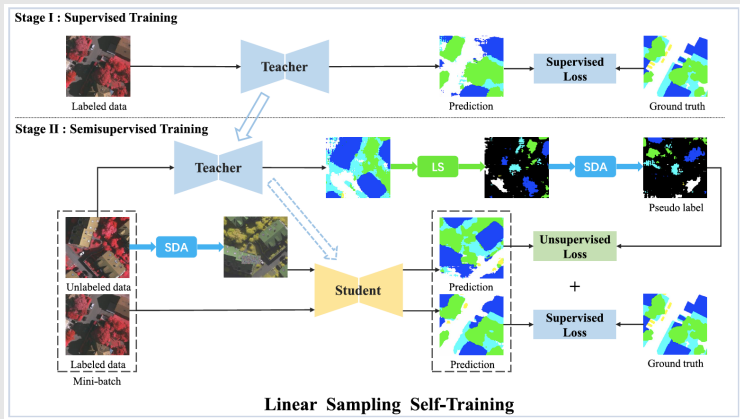 Stage I : Supervised Training
Teacher
Supervised
Loss
Labeled data
Prediction
Ground truth
Stage II : Semisupervised Training
Teacher
LS
SDA
Pseudo label
SDA
Unsupervised
Loss
Unlabeled data
Student
Prediction
+
Supervised
Loss
Labeled data
Prediction
Ground truth
Mini-batch
Linear Sampling Self-Training